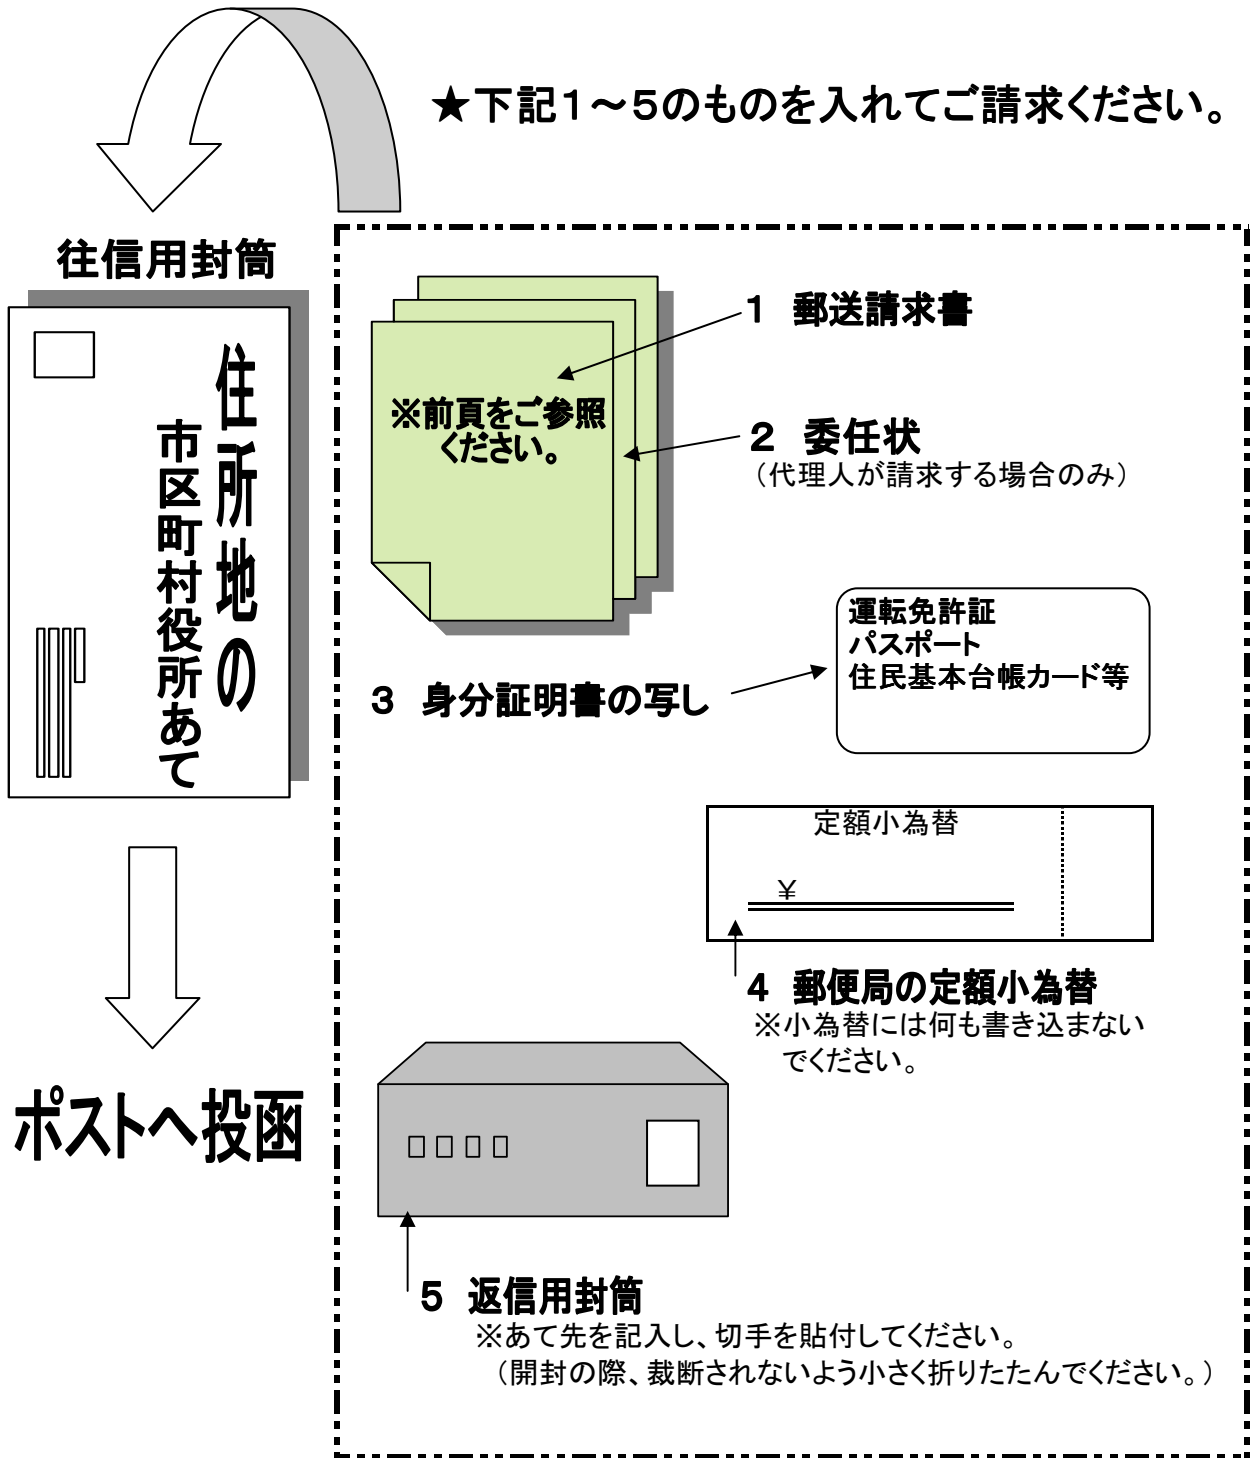 ★下記1～5のものを入れてご請求ください。
往信用封筒
住所地の
市区町村役所あて
ポストへ投函
1　郵送請求書
※前頁をご参照
ください。
2　委任状
（代理人が請求する場合のみ）
運転免許証
パスポート
住民基本台帳カード等
3　身分証明書の写し
定額小為替
￥
4　郵便局の定額小為替
※小為替には何も書き込まない
でください。
5　返信用封筒
※あて先を記入し、切手を貼付してください。
（開封の際、裁断されないよう小さく折りたたんでください。）